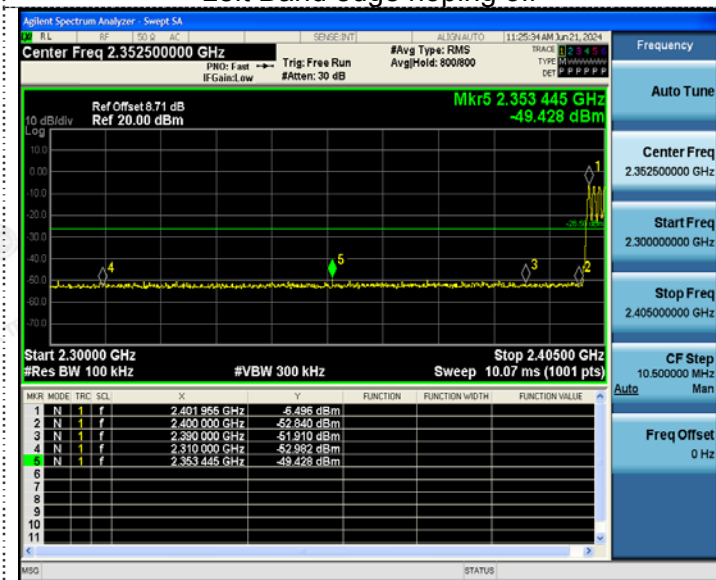 Left Band edge hoping off
Agilent Spectrum Analyzer - Swept SA
RL RF 50 Ω AC SENSE:INT ALIGN AUTO 11:25:34 AM Jun 21, 2024
Center Freq 2.352500000 GHz #Avg Type: RMS TRACE 1 2 3 4 5 6
PNO: Fast Trig: Free Run Avg|Hold: 800/800 TYPE M W W W W W
IFGain:Low #Atten: 30 dB DET P P P P P P
Mkr5 2.353 445 GHz
-49.428 dBm
Ref Offset 8.71 dB
10 dB/div Ref 20.00 dBm
Log
10.0
0.00
-10.0
-20.0
-30.0
-40.0
-50.0
-60.0
-70.0
1
4
5
3
2
Start 2.30000 GHz Stop 2.40500 GHz
#Res BW 100 kHz #VBW 300 kHz Sweep 10.07 ms (1001 pts)
MKR MODE TRC SCL X Y FUNCTION FUNCTION WIDTH FUNCTION VALUE
1 N 1 f 2.401 955 GHz -6.496 dBm
2 N 1 f 2.400 000 GHz -52.840 dBm
3 N 1 f 2.390 000 GHz -51.910 dBm
4 N 1 f 2.310 000 GHz -52.982 dBm
5 N 1 f 2.353 445 GHz -49.428 dBm
6
7
8
9
10
11
MSG STATUS
Frequency
Auto Tune
Center Freq
2.352500000 GHz
Start Freq
2.300000000 GHz
Stop Freq
2.405000000 GHz
CF Step
10.500000 MHz
Auto Man
Freq Offset
0 Hz